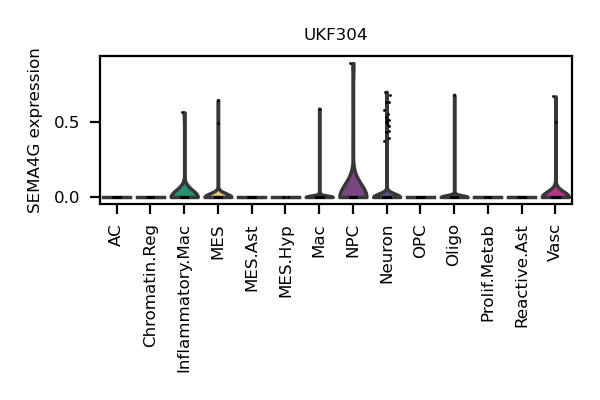 UKF304
SEMA4G expression
0.5
0.0
AC
Chromatin.Reg
Inflammatory.Mac
MES
MES.Ast
MES.Hyp
Mac
NPC
Neuron
OPC
Oligo
Prolif.Metab
Reactive.Ast
Vasc